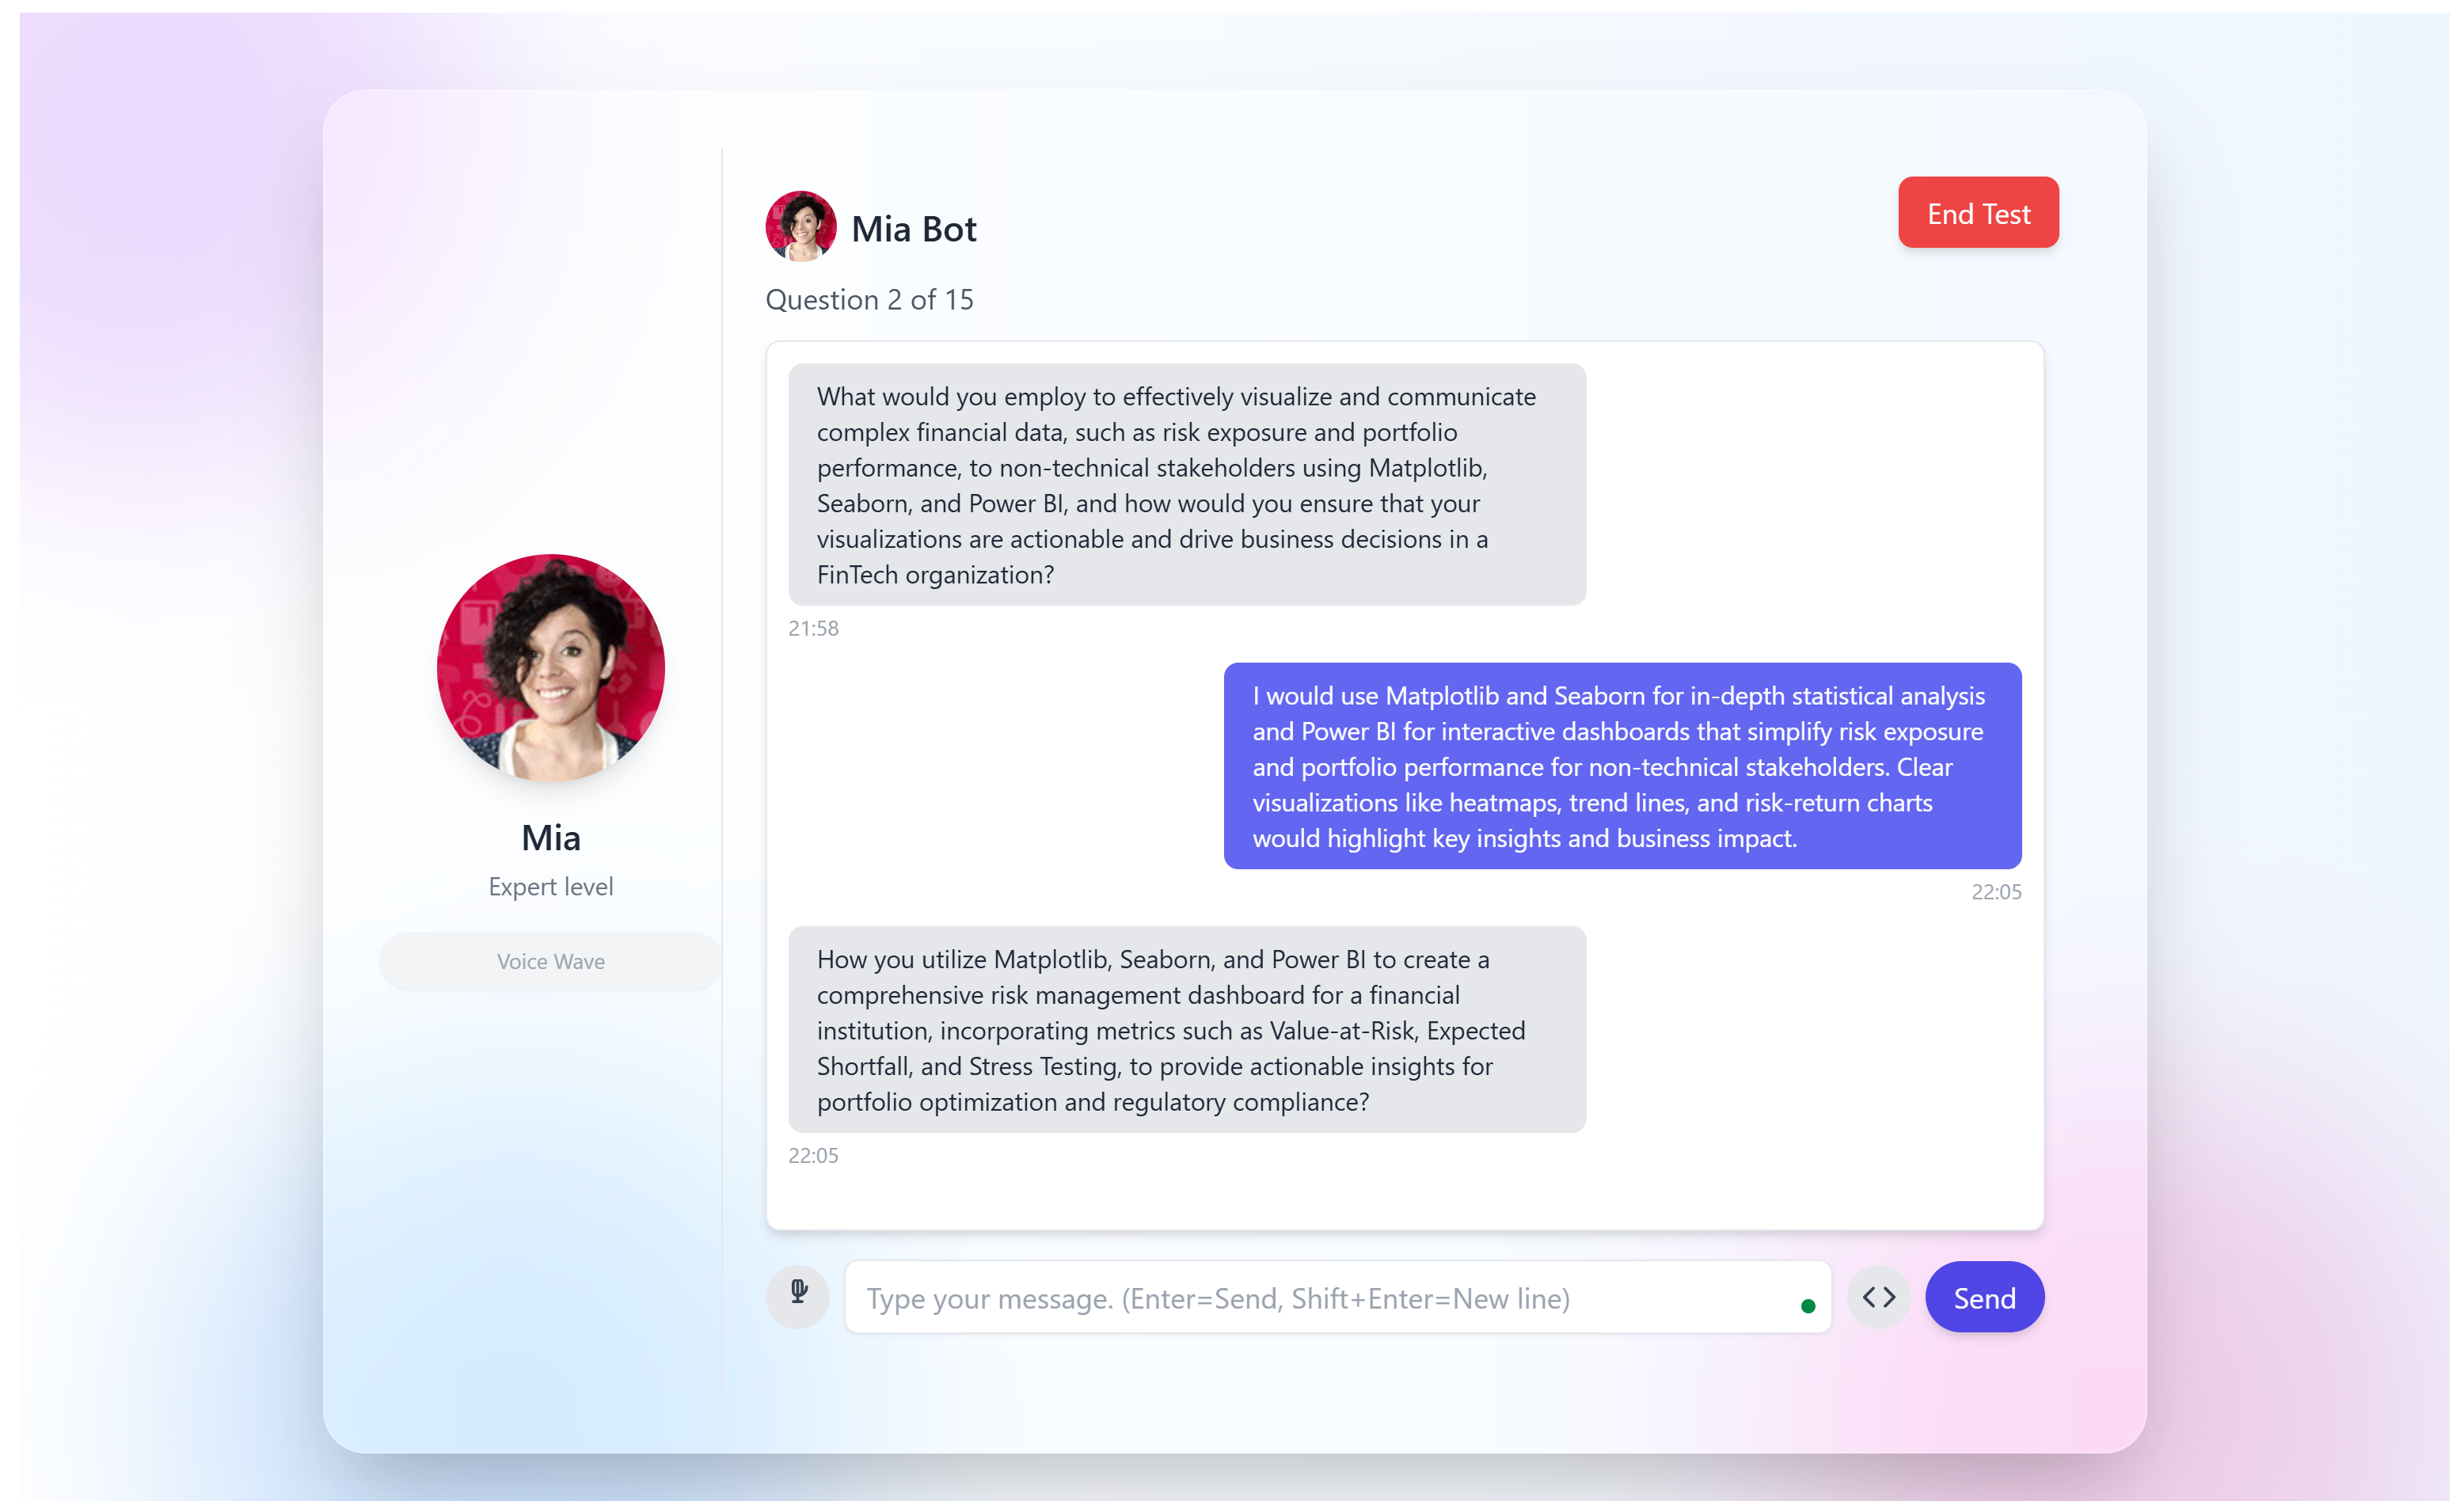 Mia Bot
End Test
Question 2 of 15
What would you employ to effectively visualize and communicate
complex financial data, such as risk exposure and portfolio
performance, to non-technical stakeholders using Matplotlib,
Seaborn, and Power BI, and how would you ensure that your
visualizations are actionable and drive business decisions in a
FinTech organization?
21:58
I would use Matplotlib and Seaborn for in-depth statistical analysis
and Power BI for interactive dashboards that simplify risk exposure
and portfolio performance for non-technical stakeholders. Clear
visualizations like heatmaps, trend lines, and risk-return charts
would highlight key insights and business impact.
22:05
Mia
Expert level
Voice Wave
How you utilize Matplotlib, Seaborn, and Power BI to create a
comprehensive risk management dashboard for a financial
institution, incorporating metrics such as Value-at-Risk, Expected
Shortfall, and Stress Testing, to provide actionable insights for
portfolio optimization and regulatory compliance?
22:05
Type your message. (Enter=Send, Shift+Enter=New line)
Send